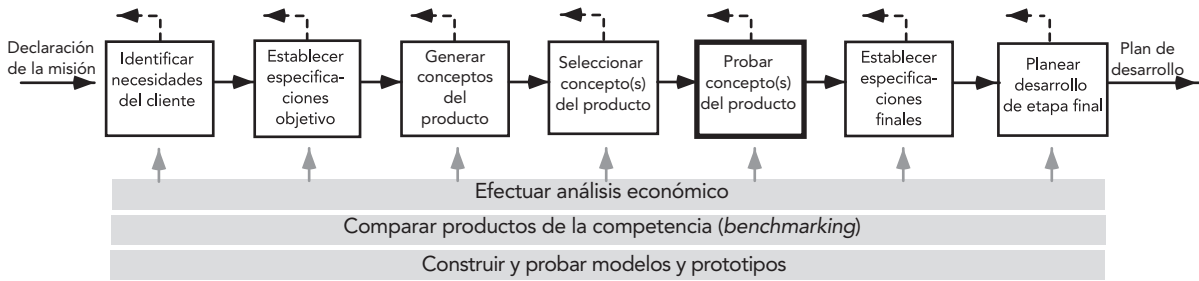 Declaración
de la misión
Identificar
necesidades
del cliente
Establecer
especifica-
ciones
objetivo
Generar
conceptos
del
producto
Seleccionar
concepto(s)
del producto
Probar
concepto(s)
del producto
Establecer
especifica-
ciones
finales
Planear
desarrollo
de etapa final
Plan de
desarrollo
Efectuar análisis económico
Comparar productos de la competencia (benchmarking)
Construir y probar modelos y prototipos